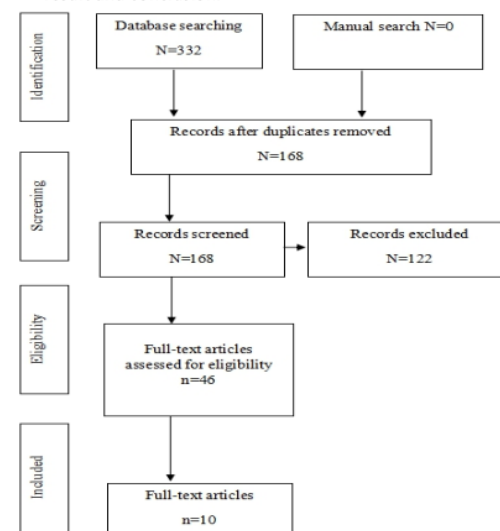 Identification
Database searching
N=332
Manual search N=0
Records after duplicates removed
N=168
Screening
Records screened
N=168
Records excluded
N=122
Eligibility
Full-text articles
assessed for eligibility
n=46
Included
Full-text articles
n=10